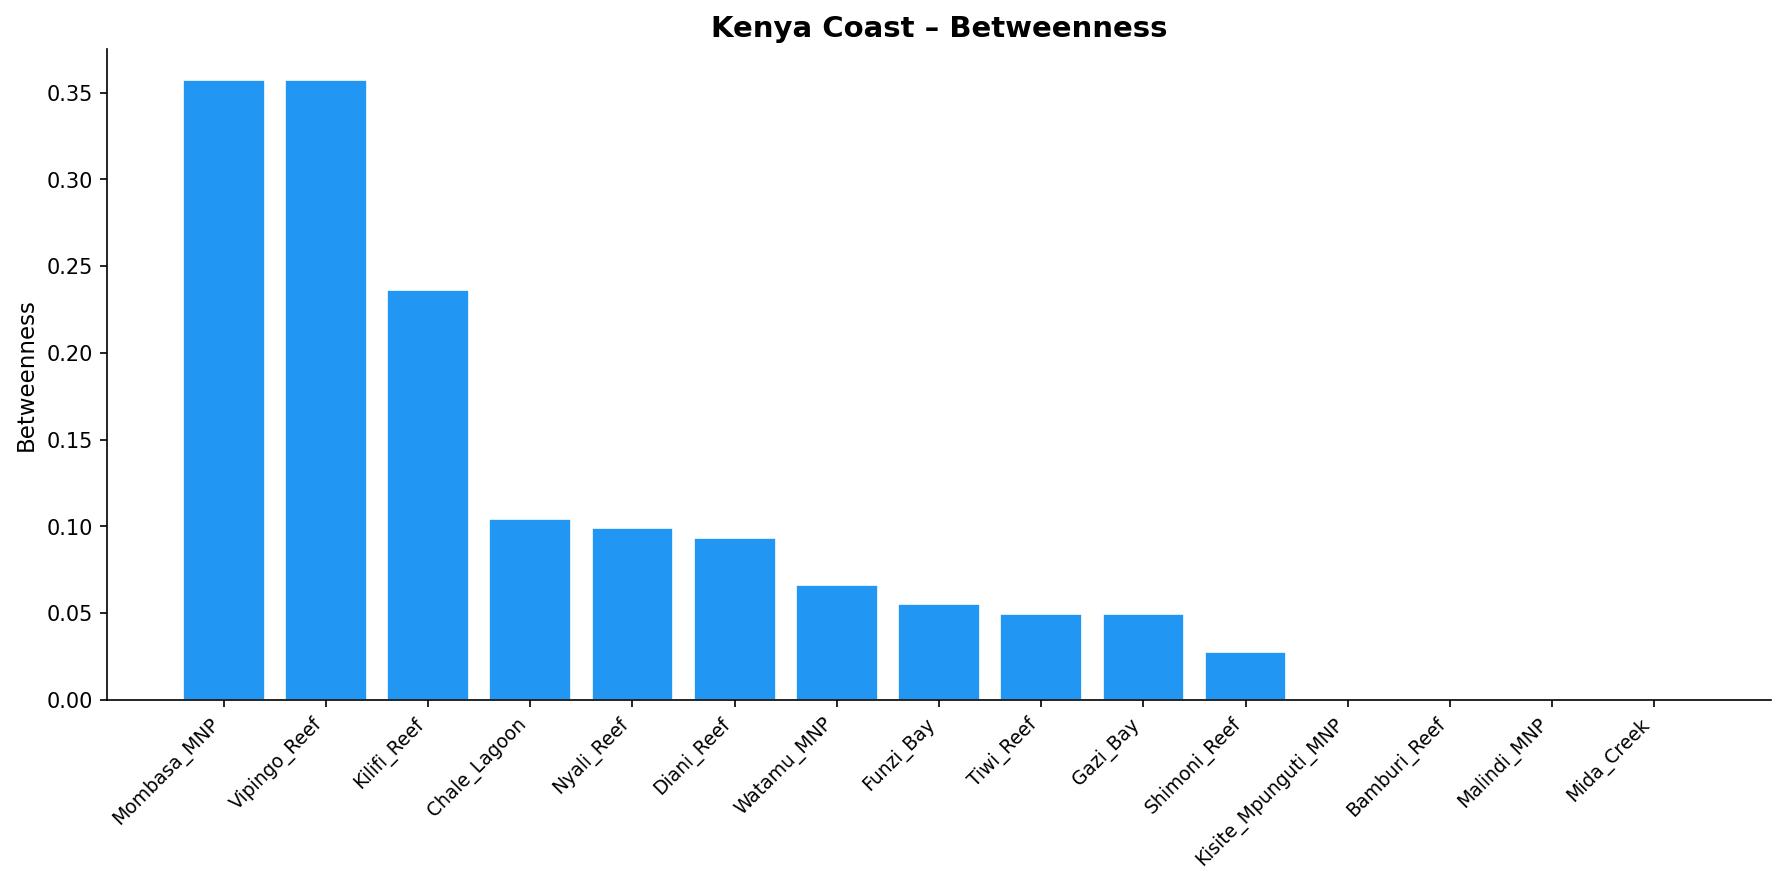 Kenya Coast – Betweenness
Betweenness
0.35
0.30
0.25
0.20
0.15
0.10
0.05
0.00
Mombasa_MNP
Vipingo_Reef
Kilifi_Reef
Chale_Lagoon
Nyali_Reef
Diani_Reef
Watamu_MNP
Funzi_Bay
Tiwi_Reef
Gazi_Bay
Shimoni_Reef
Kisite_Mpunguti_MNP
Bamburi_Reef
Malindi_MNP
Mida_Creek